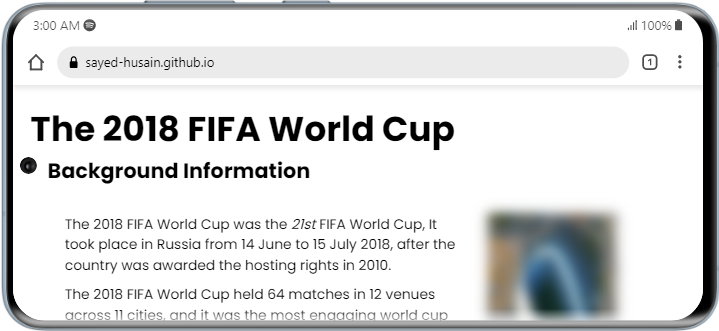 3:00 AM
100%
sayed-husain.github.io
1
The 2018 FIFA World Cup
Background Information
The 2018 FIFA World Cup was the 21st FIFA World Cup, It
took place in Russia from 14 June to 15 July 2018, after the
country was awarded the hosting rights in 2010.
The 2018 FIFA World Cup held 64 matches in 12 venues
across 11 cities, and it was the most engaging world cup